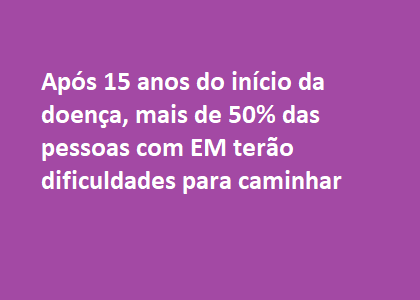 Após 15 anos do início da
doença, mais de 50% das
pessoas com EM terão
dificuldades para caminhar